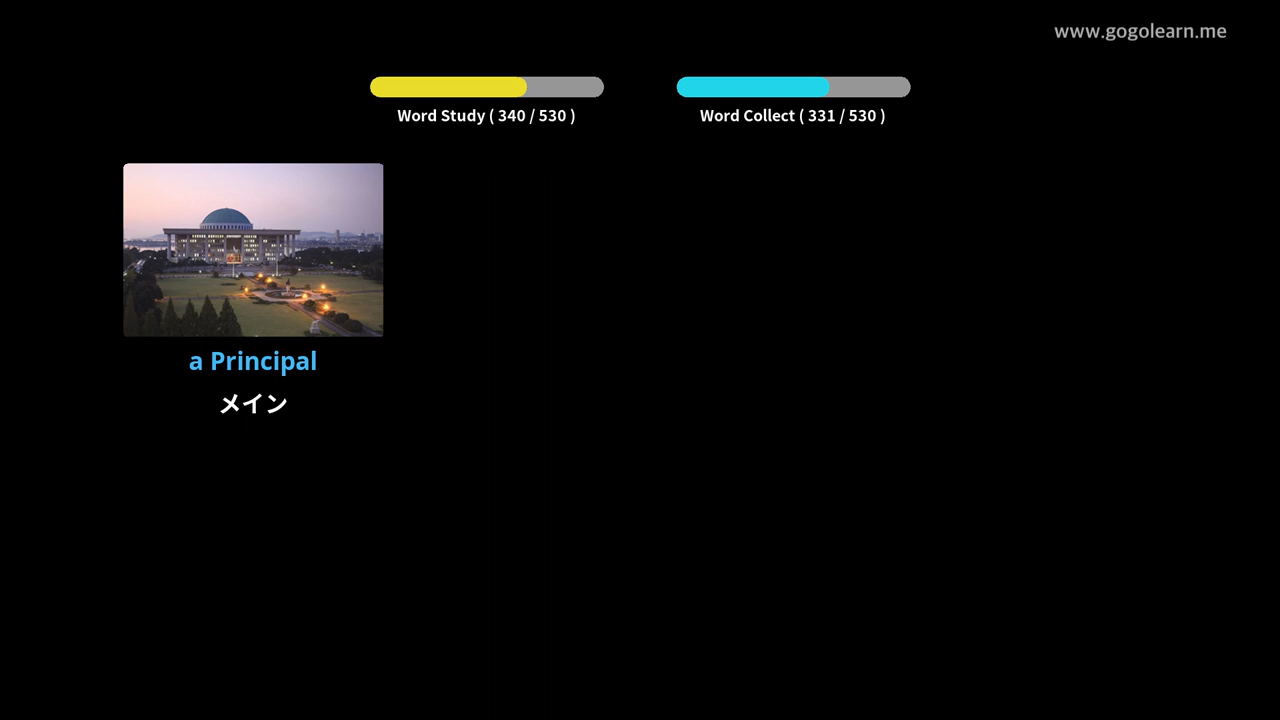 www.gogolearn.me
Word Study ( 340 / 530 )
Word Collect ( 331 / 530 )
a Principal
メイン